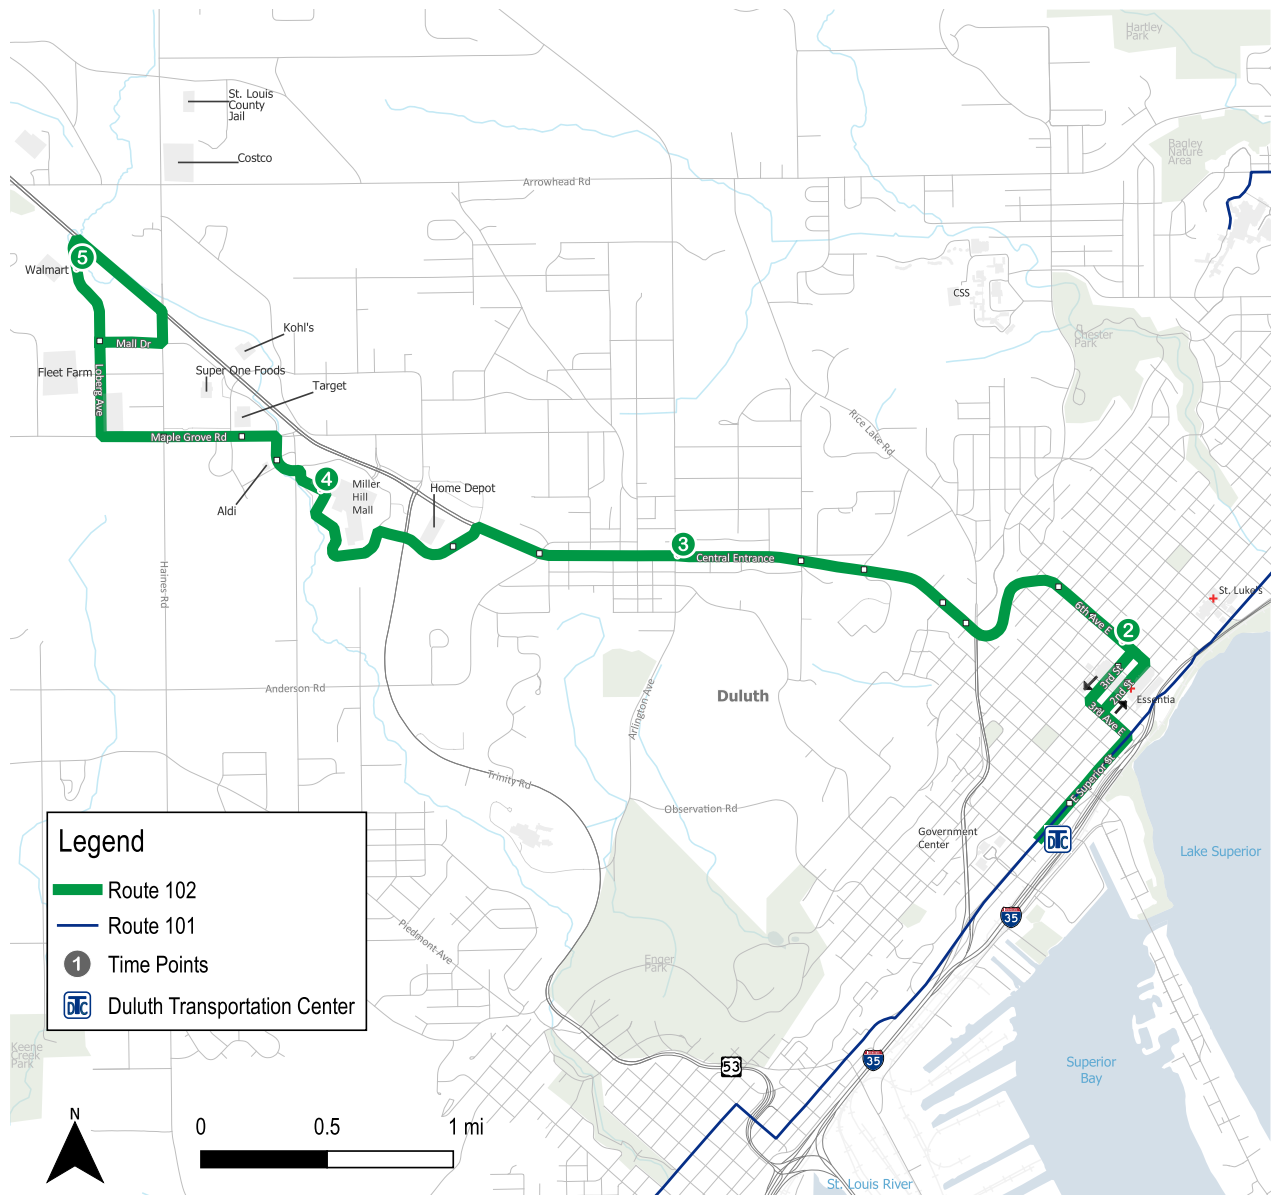 Hartley
Park
St. Louis
County
Jail
Costco
Bagley
Nature
Area
Arrowhead Rd
5
Walmart
CSS
Kohl's
Chester
Park
Mall Dr
Fleet Farm
Super One Foods
Target
Loberg Ave
Rice Lake Rd
Maple Grove Rd
4
Miller
Hill
Mall
Home Depot
Aldi
3
Central Entrance
Haines Rd
St. Luke's
6th Ave E
2
3rd St
2nd St
Essentia
3rd Ave E
Anderson Rd
Duluth
Arlington Ave
Trinity Rd
E Superior St
Observation Rd
Government
Center
DTC
Lake Superior
Legend
Route 102
Route 101
1
Time Points
DTC
Duluth Transportation Center
35
Piedmont Ave
Enger
Park
Keene
Creek
Park
53
35
Superior
Bay
N
0
0.5
1 mi
St. Louis River